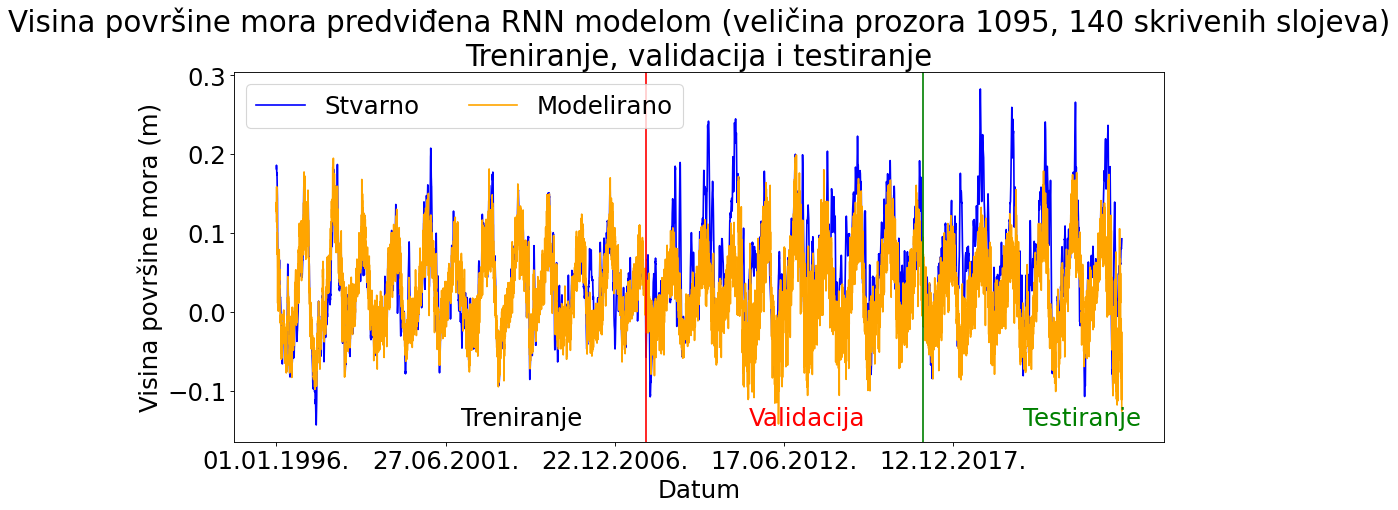 Visina površine mora predviđena RNN modelom (veličina prozora 1095, 140 skrivenih slojeva)
Treniranje, validacija i testiranje
Stvarno
Modelirano
Visina površine mora (m)
0.3
0.2
0.1
0.0
−0.1
Treniranje
Validacija
Testiranje
01.01.1996.
27.06.2001.
22.12.2006.
17.06.2012.
12.12.2017.
Datum